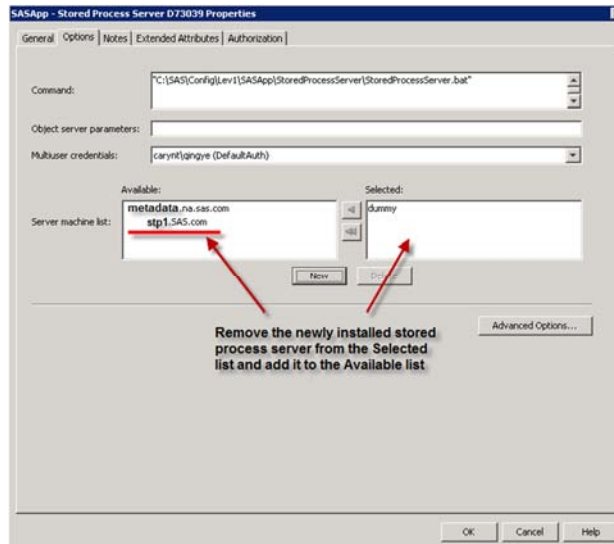 SASApp - Stored Process Server D73039 Properties
General Options Notes Extended Attributes Authorization
Command:
"C:\SAS\Config\Lev1\SASApp\StoredProcessServer\StoredProcessServer.bat"
Object server parameters:
Multiuser credentials:
carynt\qingye (DefaultAuth)
Available:
Selected:
Server machine list:
metadata.na.sas.com
stp1.SAS.com
dummy
New
Delete
Remove the newly installed stored
process server from the Selected
list and add it to the Available list
Advanced Options...
OK
Cancel
Help